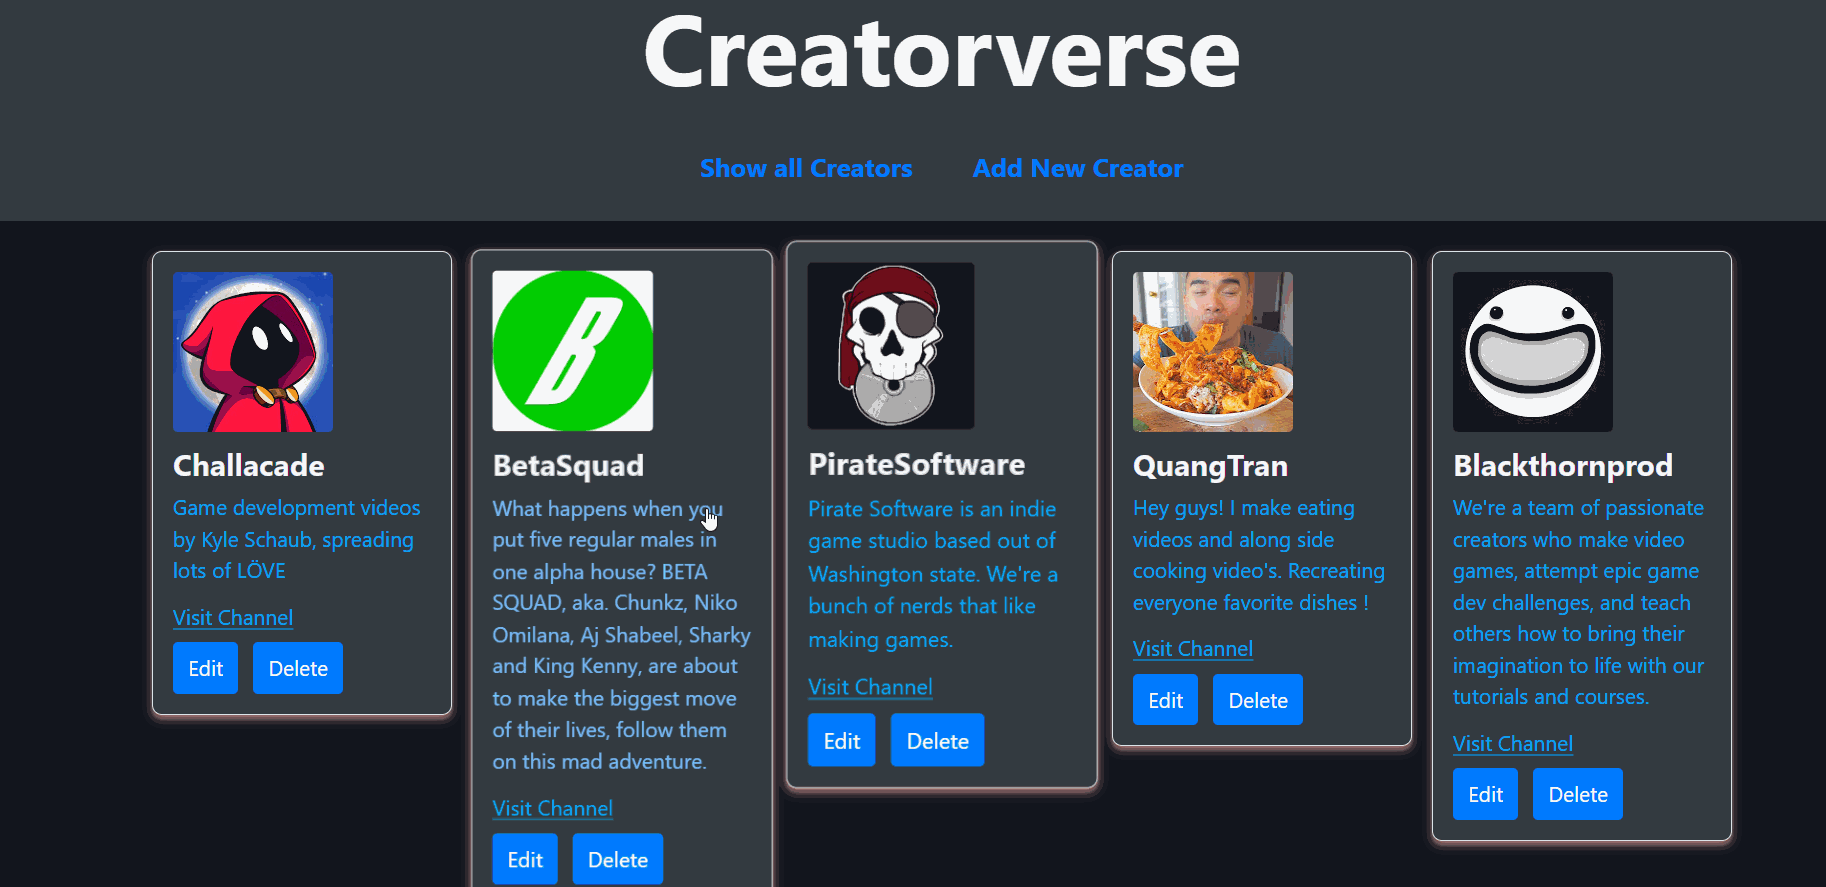 Creatorverse
Show all Creators
Add New Creator
Challacade
Game development videos
by Kyle Schaub, spreading
lots of LÖVE
Visit Channel
Edit
Delete
B
BetaSquad
What happens when you
put five regular males in
one alpha house? BETA
SQUAD, aka. Chunkz, Niko
Omilana, Aj Shabeel, Sharky
and King Kenny, are about
to make the biggest move
of their lives, follow them
on this mad adventure.
Visit Channel
Edit
Delete
PirateSoftware
Pirate Software is an indie
game studio based out of
Washington state. We're a
bunch of nerds that like
making games.
Visit Channel
Edit
Delete
QuangTran
Hey guys! I make eating
videos and along side
cooking video's. Recreating
everyone favorite dishes !
Visit Channel
Edit
Delete
Blackthornprod
We're a team of passionate
creators who make video
games, attempt epic game
dev challenges, and teach
others how to bring their
imagination to life with our
tutorials and courses.
Visit Channel
Edit
Delete